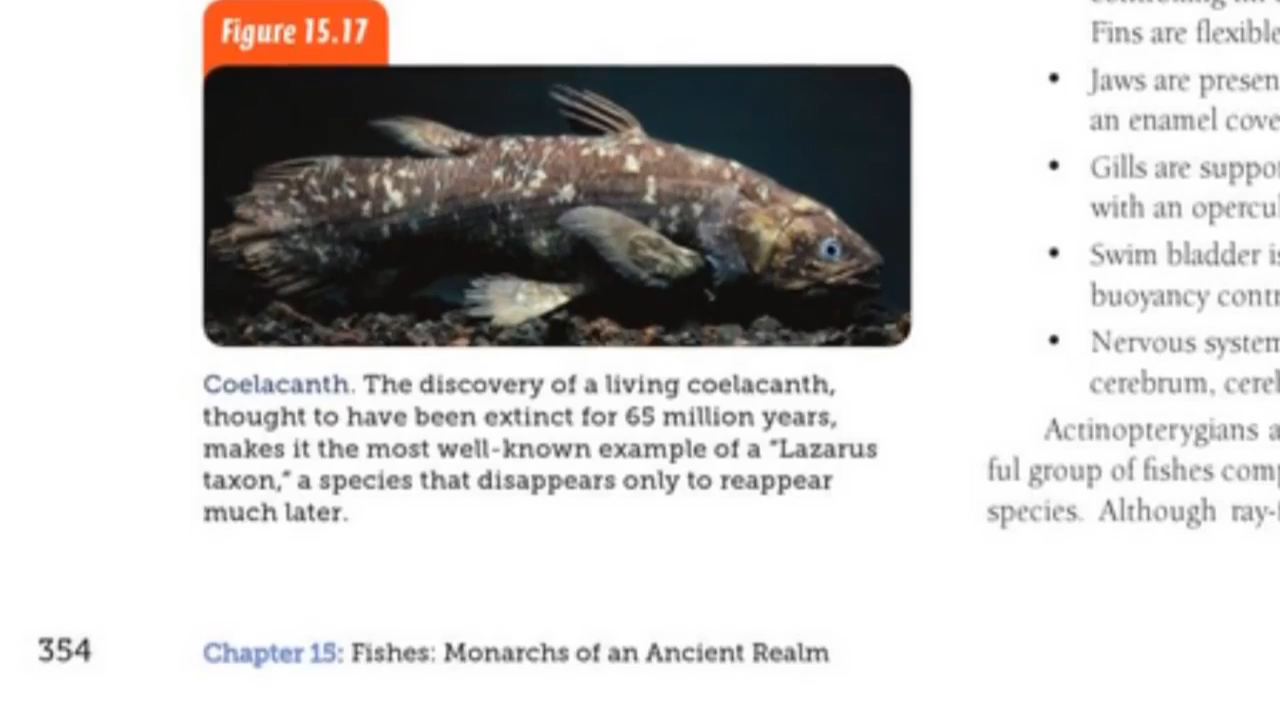 Figure 15.17
Coelacanth. The discovery of a living coelacanth,
thought to have been extinct for 65 million years,
makes it the most well-known example of a "Lazarus
taxon," a species that disappears only to reappear
much later.
354
Chapter 15: Fishes: Monarchs of an Ancient Realm
Fins are flexible
• Jaws are presen
an enamel cove
• Gills are suppo
with an opercul
• Swim bladder is
buoyancy contr
• Nervous system
cerebrum, cereb
Actinopterygians a
ful group of fishes comp
species. Although ray-f